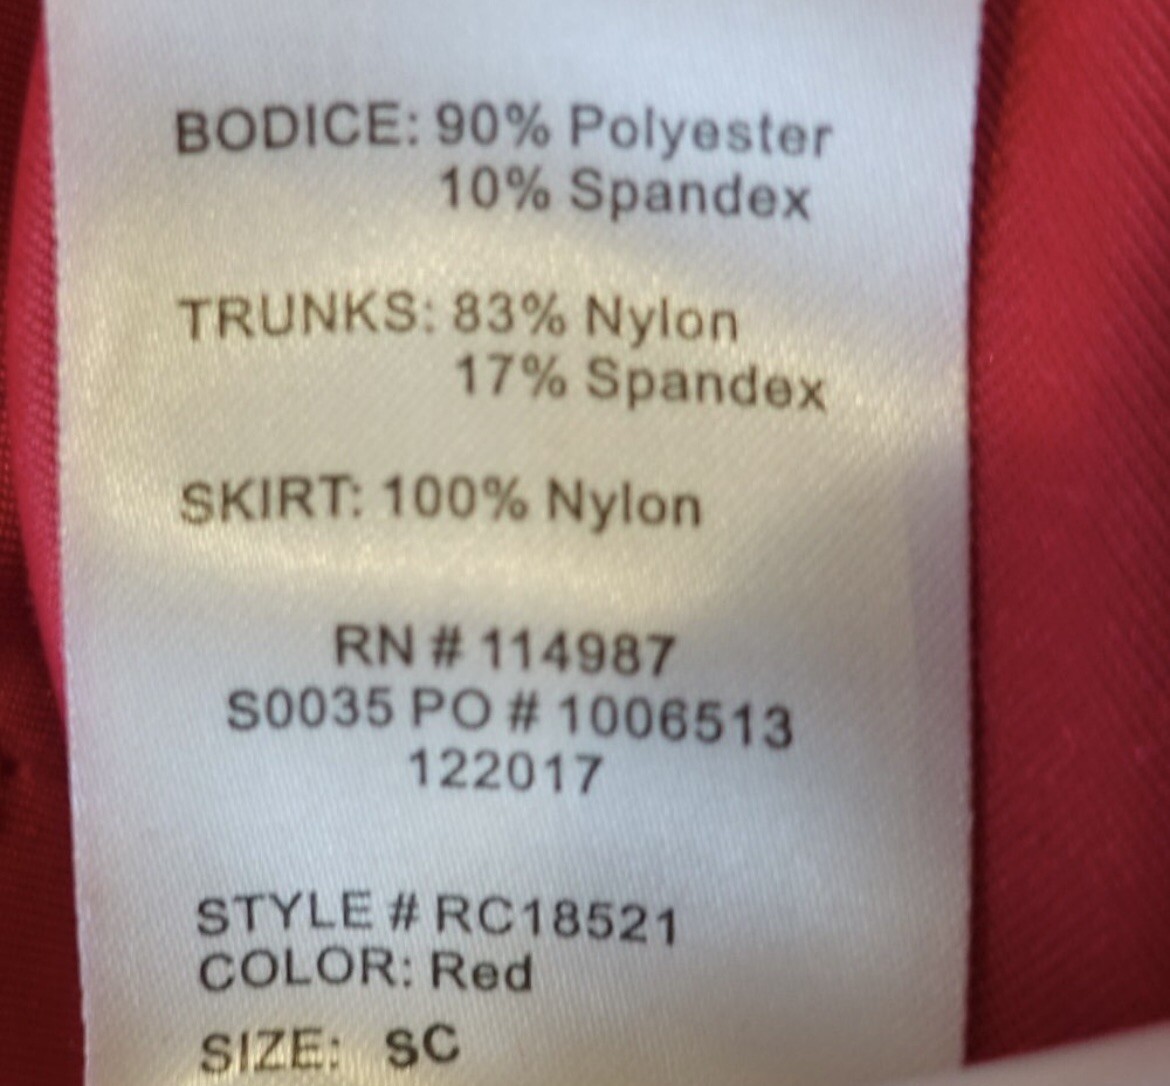 BODICE: 90% Polyester
10% Spandex
TRUNKS: 83% Nylon
17% Spandex
SKIRT: 100% Nylon
RN # 114987
S0035 PO # 1006513
122017
STYLE # RC18521
COLOR: Red
SIZE: SC